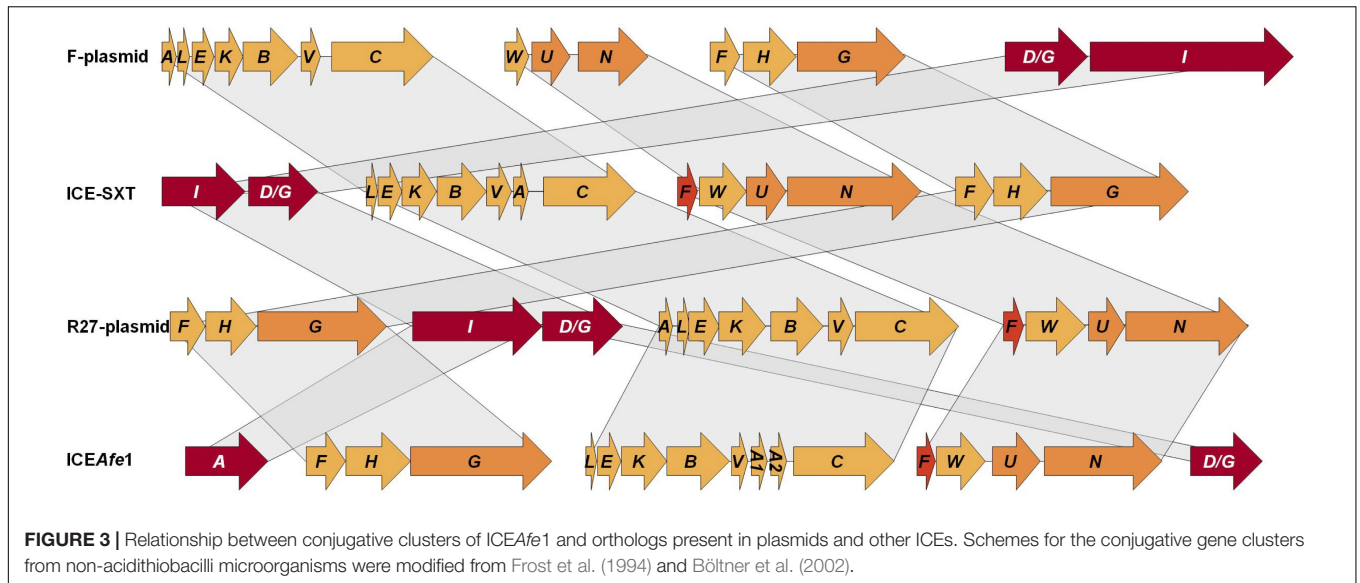 F-plasmid A L E K B V C W U N F H G D/G I
ICE-SXT I D/G L E K B V A C F W U N F H G
R27-plasmid F H G I D/G A L E K B V C F W U N
ICEAfe1 A F H G L E K B V A1 A2 C F W U N D/G
FIGURE 3 | Relationship between conjugative clusters of ICEAfe1 and orthologs present in plasmids and other ICEs. Schemes for the conjugative gene clusters
from non-acidithiobacilli microorganisms were modified from Frost et al. (1994) and Böltner et al. (2002).